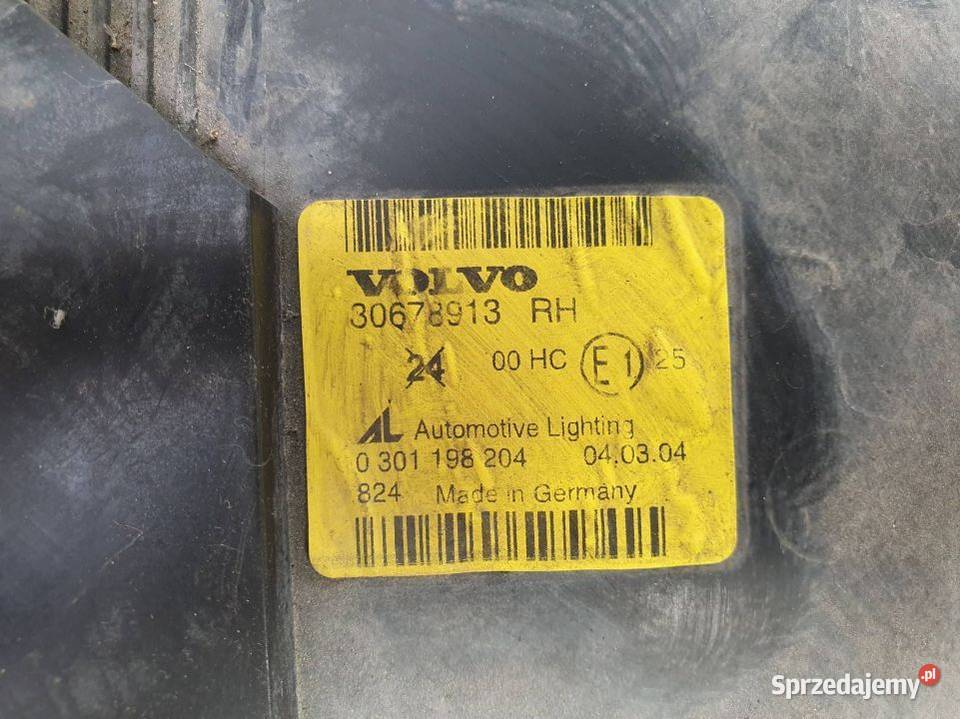 VOLVO
30678913 RH
24 00 HC E1 25
AL Automotive Lighting
0 301 198 204 04.03.04
824 Made in Germany
Sprzedajemy.pl